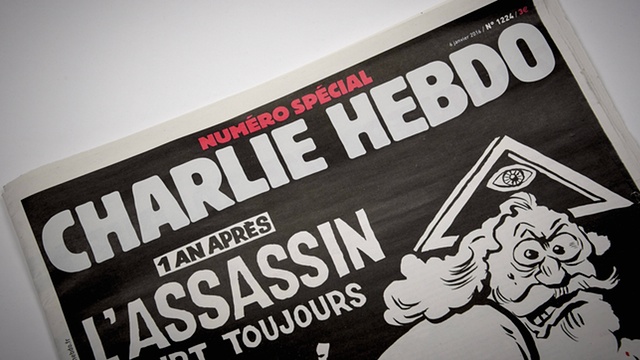 6 janvier 2016 / N° 1224 / 3€
NUMÉRO SPÉCIAL
CHARLIE HEBDO
1 AN APRÈS
L'ASSASSIN
TOUJOURS